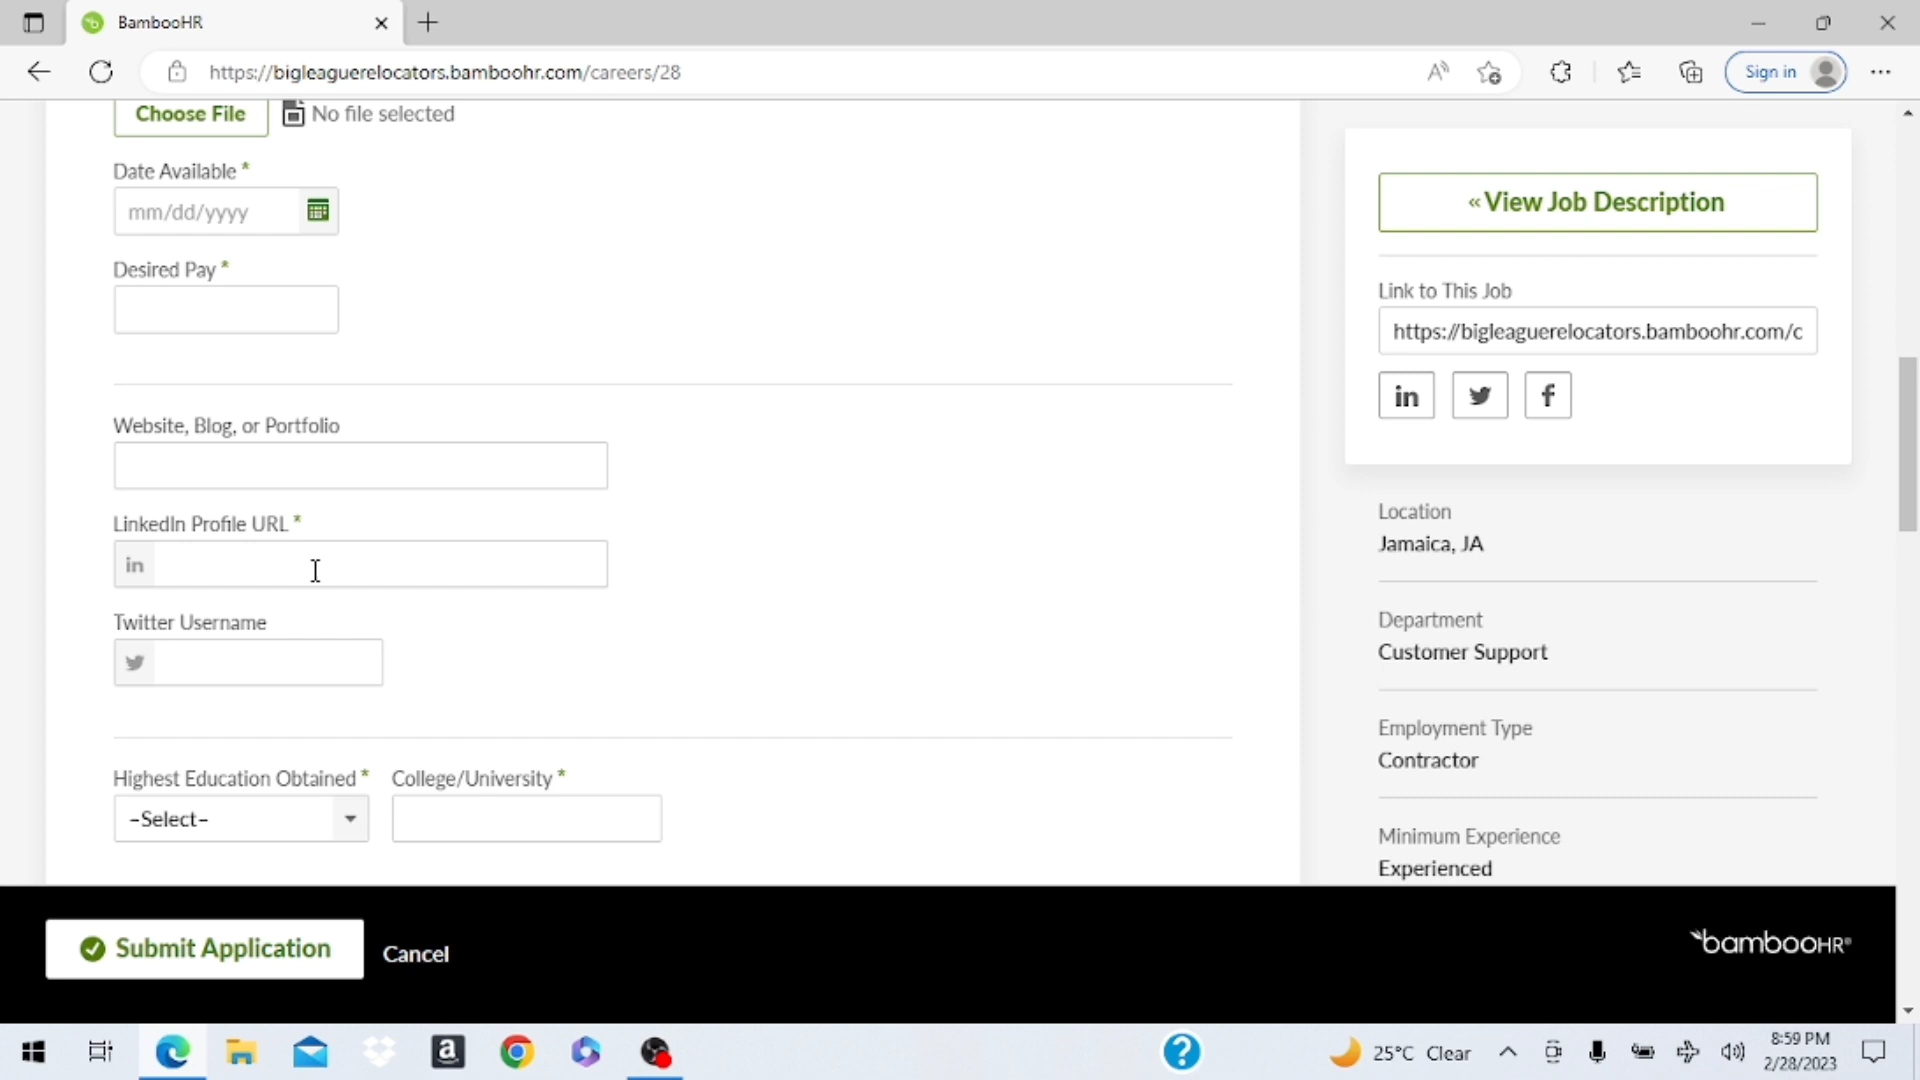 BambooHR
https://bigleaguerelocators.bamboohr.com/careers/28
Sign in
Choose File
No file selected
Date Available *
mm/dd/yyyy
Desired Pay *
Website, Blog, or Portfolio
LinkedIn Profile URL *
in
Twitter Username
Highest Education Obtained *
College/University *
-Select-
«View Job Description
Link to This Job
https://bigleaguerelocators.bamboohr.com/c
in
f
Location
Jamaica, JA
Department
Customer Support
Employment Type
Contractor
Minimum Experience
Experienced
Submit Application
Cancel
bambooHR®
a
?
25°C Clear
8:59 PM
2/28/2023